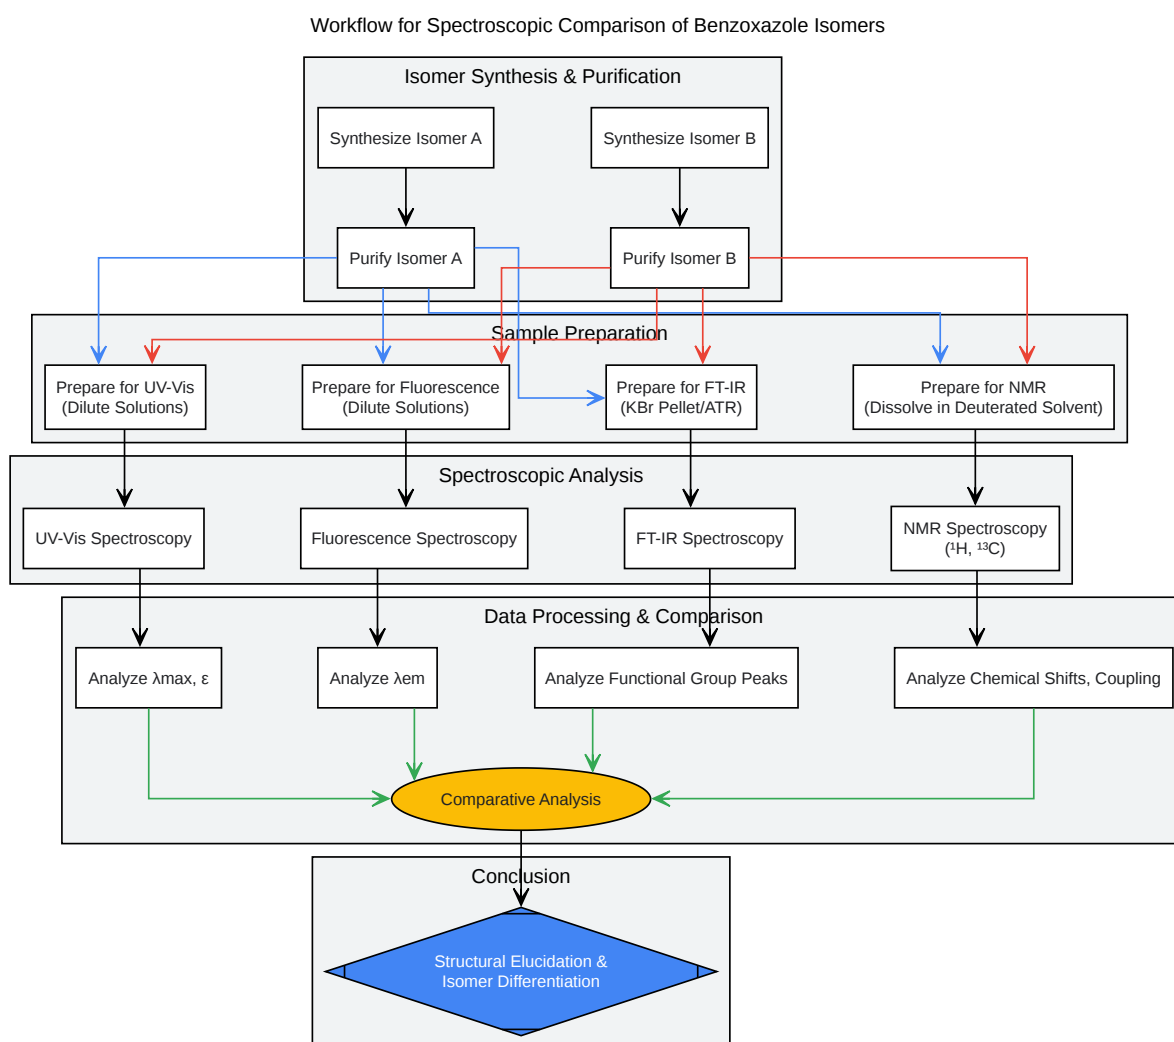 Workflow for Spectroscopic Comparison of Benzoxazole Isomers
Isomer Synthesis & Purification
Synthesize Isomer A
Synthesize Isomer B
Purify Isomer A
Purify Isomer B
Sample Preparation
Prepare for UV-Vis
(Dilute Solutions)
Prepare for Fluorescence
(Dilute Solutions)
Prepare for FT-IR
(KBr Pellet/ATR)
Prepare for NMR
(Dissolve in Deuterated Solvent)
Spectroscopic Analysis
UV-Vis Spectroscopy
Fluorescence Spectroscopy
FT-IR Spectroscopy
NMR Spectroscopy
(¹H, ¹³C)
Data Processing & Comparison
Analyze λmax, ε
Analyze λem
Analyze Functional Group Peaks
Analyze Chemical Shifts, Coupling
Comparative Analysis
Conclusion
Structural Elucidation &
Isomer Differentiation